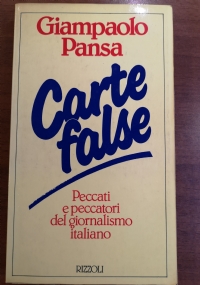 Giampaolo
Pansa
Carte
false
Peccati
e peccatori
del giornalismo
italiano
RIZZOLI